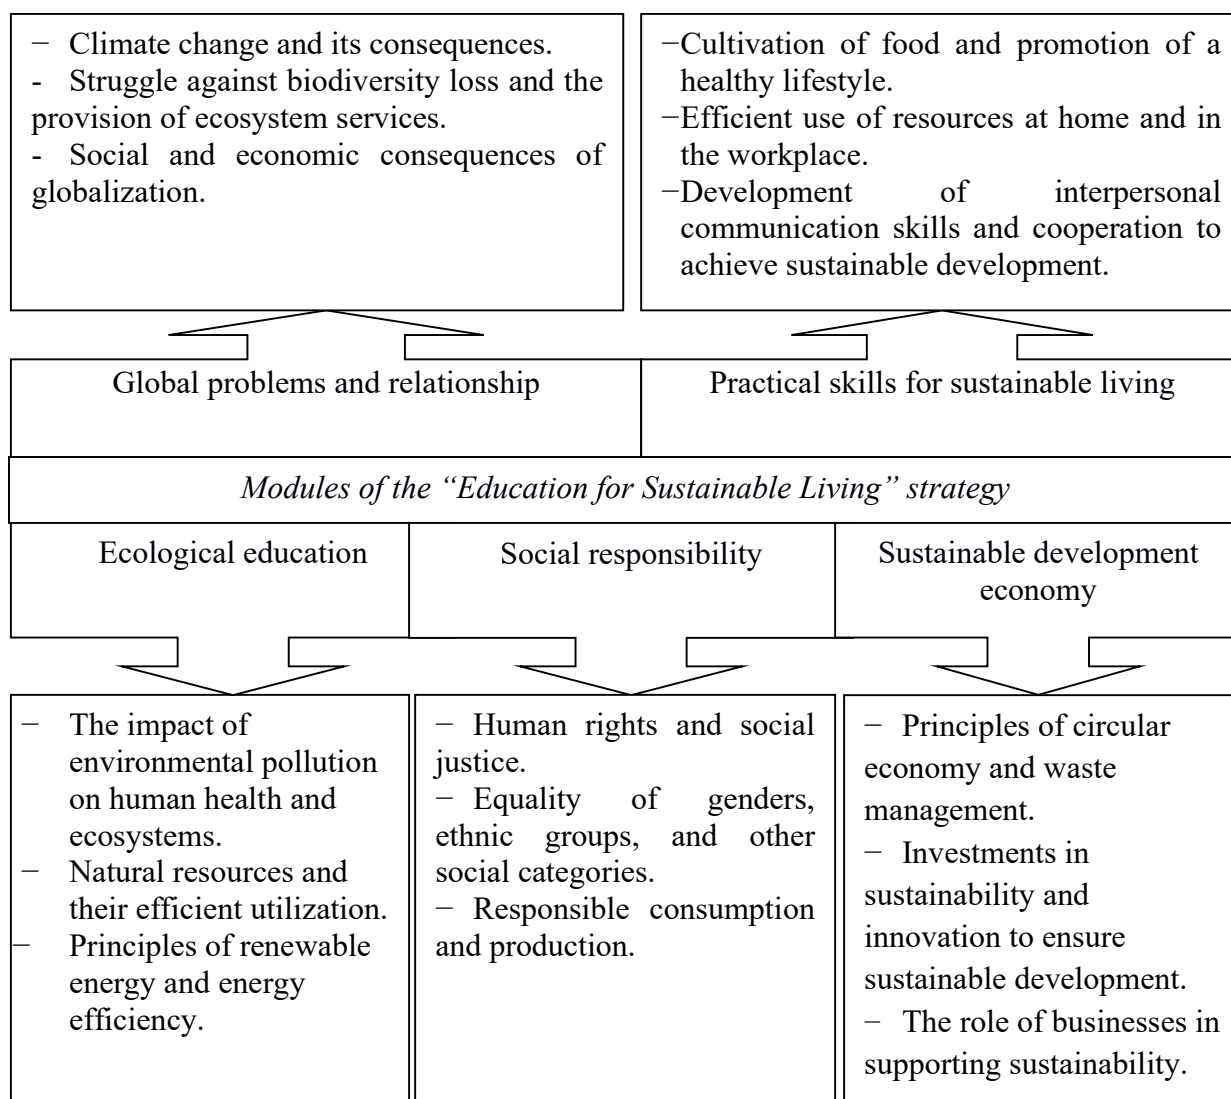 − Climate change and its consequences.
- Struggle against biodiversity loss and the
provision of ecosystem services.
- Social and economic consequences of
globalization.
−Cultivation of food and promotion of a
healthy lifestyle.
−Efficient use of resources at home and in
the workplace.
−Development of interpersonal
communication skills and cooperation to
achieve sustainable development.
Global problems and relationship
Practical skills for sustainable living
Modules of the “Education for Sustainable Living” strategy
Ecological education
Social responsibility
Sustainable development
economy
− The impact of
environmental pollution
on human health and
ecosystems.
− Natural resources and
their efficient utilization.
− Principles of renewable
energy and energy
efficiency.
− Human rights and social
justice.
− Equality of genders,
ethnic groups, and other
social categories.
− Responsible consumption
and production.
− Principles of circular
economy and waste
management.
− Investments in
sustainability and
innovation to ensure
sustainable development.
− The role of businesses in
supporting sustainability.